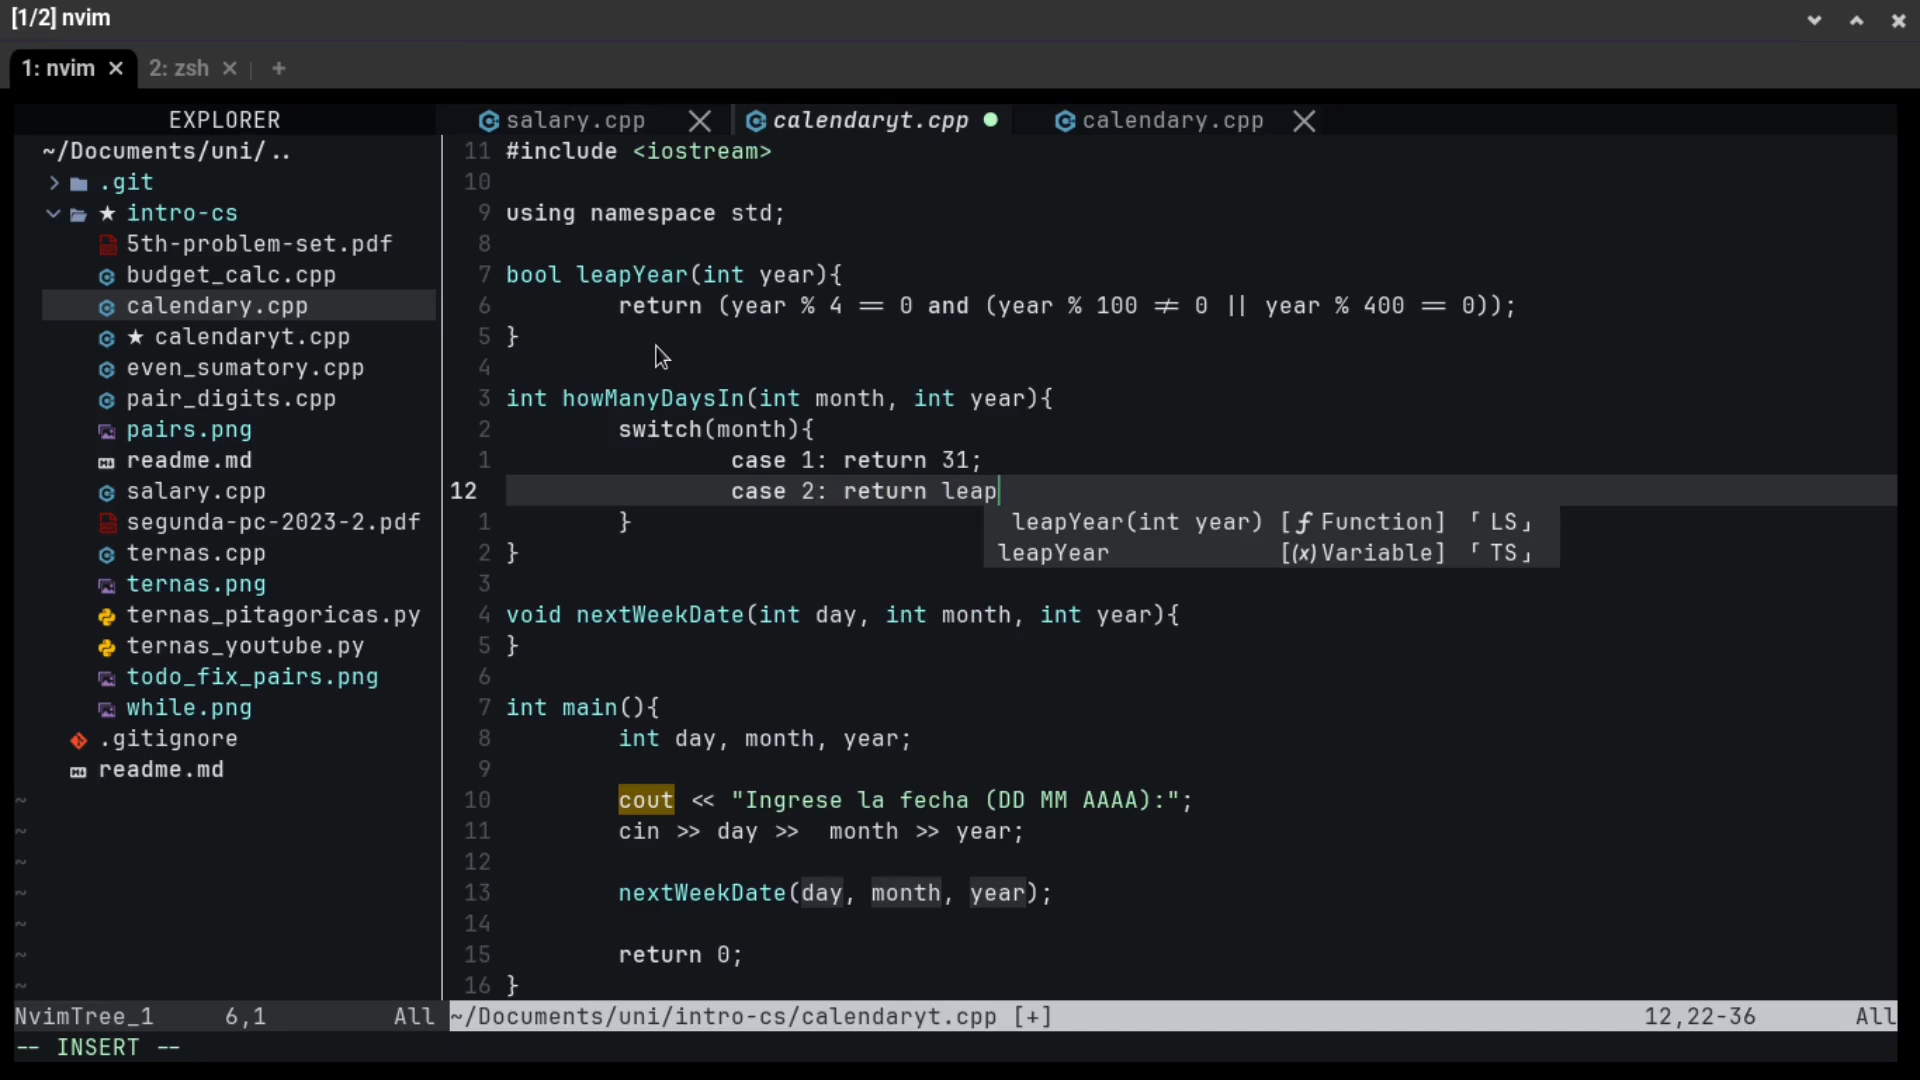 [1/2] nvim
1: nvim × 2: zsh × +
EXPLORER
~/Documents/uni/..
.git
★ intro-cs
5th-problem-set.pdf
budget_calc.cpp
calendary.cpp
★ calendaryt.cpp
even_sumatory.cpp
pair_digits.cpp
pairs.png
readme.md
salary.cpp
segunda-pc-2023-2.pdf
ternas.cpp
ternas.png
ternas_pitagoricas.py
ternas_youtube.py
todo_fix_pairs.png
while.png
.gitignore
readme.md
~
~
~
~
~
~
~
NvimTree_1 6,1 All
salary.cpp calendaryt.cpp ● calendary.cpp
11 #include <iostream>
10
9 using namespace std;
8
7 bool leapYear(int year){
6 return (year % 4 == 0 and (year % 100 ≠ 0 || year % 400 == 0));
5 }
4
3 int howManyDaysIn(int month, int year){
2 switch(month){
1 case 1: return 31;
12 case 2: return leap
1 }
2 }
leapYear(int year) [ƒ Function] 「 LS」
leapYear [(x)Variable] 「 TS」
3
4 void nextWeekDate(int day, int month, int year){
5 }
6
7 int main(){
8 int day, month, year;
9
10 cout << "Ingrese la fecha (DD MM AAAA):";
11 cin >> day >>  month >> year;
12
13 nextWeekDate(day, month, year);
14
15 return 0;
16 }
~/Documents/uni/intro-cs/calendaryt.cpp [+] 12,22-36 All
-- INSERT --